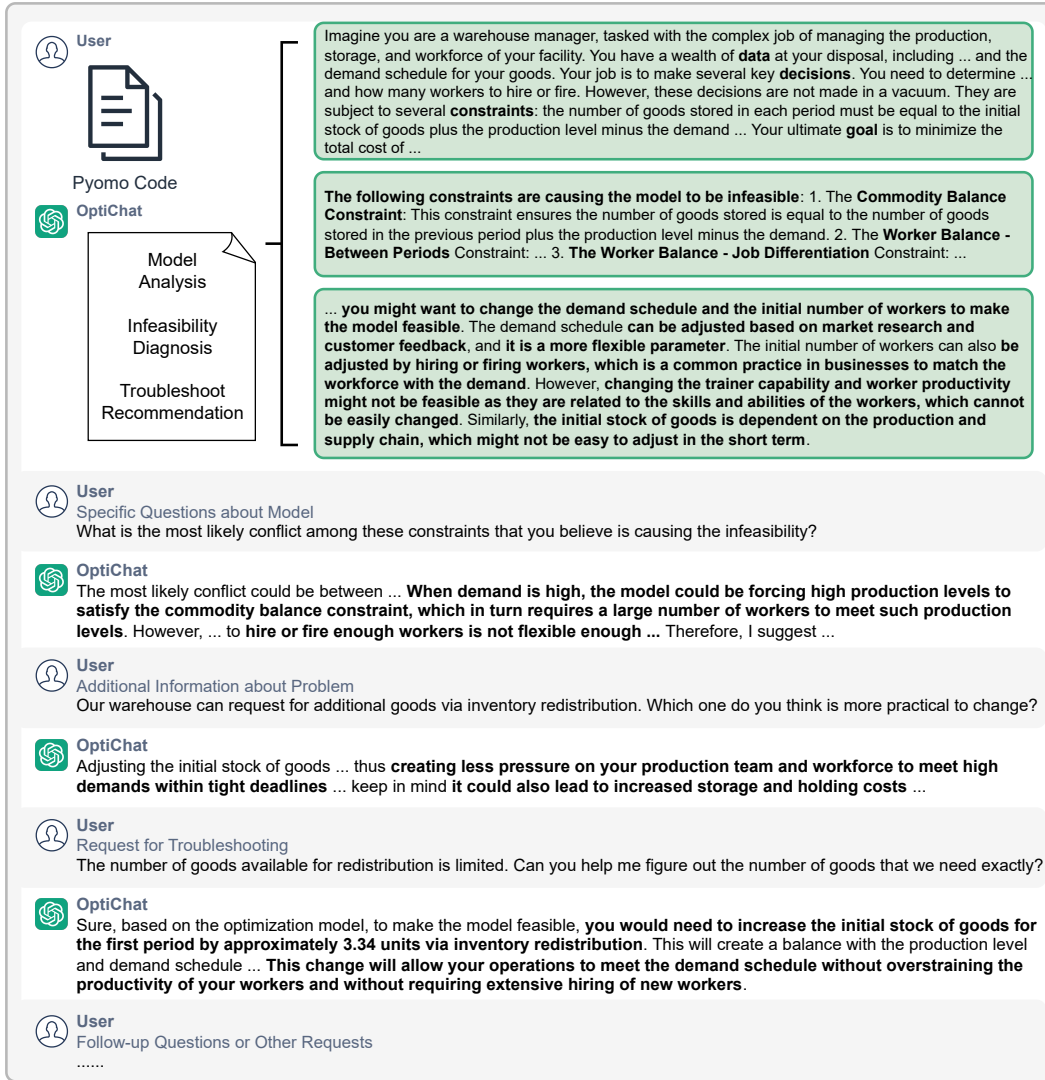 User
Pyomo Code
OptiChat
Model
Analysis
Infeasibility
Diagnosis
Troubleshoot
Recommendation
Imagine you are a warehouse manager, tasked with the complex job of managing the production,
storage, and workforce of your facility. You have a wealth of data at your disposal, including ... and the
demand schedule for your goods. Your job is to make several key decisions. You need to determine ...
and how many workers to hire or fire. However, these decisions are not made in a vacuum. They are
subject to several constraints: the number of goods stored in each period must be equal to the initial
stock of goods plus the production level minus the demand ... Your ultimate goal is to minimize the
total cost of ...
The following constraints are causing the model to be infeasible: 1. The Commodity Balance
Constraint: This constraint ensures the number of goods stored is equal to the number of goods
stored in the previous period plus the production level minus the demand. 2. The Worker Balance -
Between Periods Constraint: ... 3. The Worker Balance - Job Differentiation Constraint: ...
... you might want to change the demand schedule and the initial number of workers to make
the model feasible. The demand schedule can be adjusted based on market research and
customer feedback, and it is a more flexible parameter. The initial number of workers can also be
adjusted by hiring or firing workers, which is a common practice in businesses to match the
workforce with the demand. However, changing the trainer capability and worker productivity
might not be feasible as they are related to the skills and abilities of the workers, which cannot
be easily changed. Similarly, the initial stock of goods is dependent on the production and
supply chain, which might not be easy to adjust in the short term.
User
Specific Questions about Model
What is the most likely conflict among these constraints that you believe is causing the infeasibility?
OptiChat
The most likely conflict could be between ... When demand is high, the model could be forcing high production levels to
satisfy the commodity balance constraint, which in turn requires a large number of workers to meet such production
levels. However, ... to hire or fire enough workers is not flexible enough ... Therefore, I suggest ...
User
Additional Information about Problem
Our warehouse can request for additional goods via inventory redistribution. Which one do you think is more practical to change?
OptiChat
Adjusting the initial stock of goods ... thus creating less pressure on your production team and workforce to meet high
demands within tight deadlines ... keep in mind it could also lead to increased storage and holding costs ...
User
Request for Troubleshooting
The number of goods available for redistribution is limited. Can you help me figure out the number of goods that we need exactly?
OptiChat
Sure, based on the optimization model, to make the model feasible, you would need to increase the initial stock of goods for
the first period by approximately 3.34 units via inventory redistribution. This will create a balance with the production level
and demand schedule ... This change will allow your operations to meet the demand schedule without overstraining the
productivity of your workers and without requiring extensive hiring of new workers.
User
Follow-up Questions or Other Requests
......